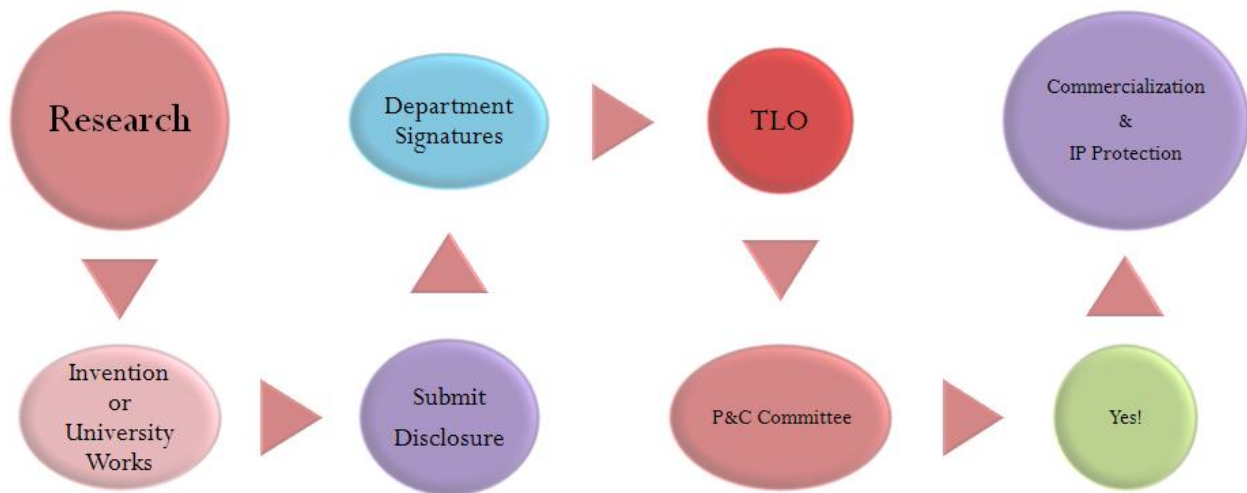 Research
Invention
or
University
Works
Submit
Disclosure
Department
Signatures
TLO
P&C Committee
Yes!
Commercialization
&
IP Protection